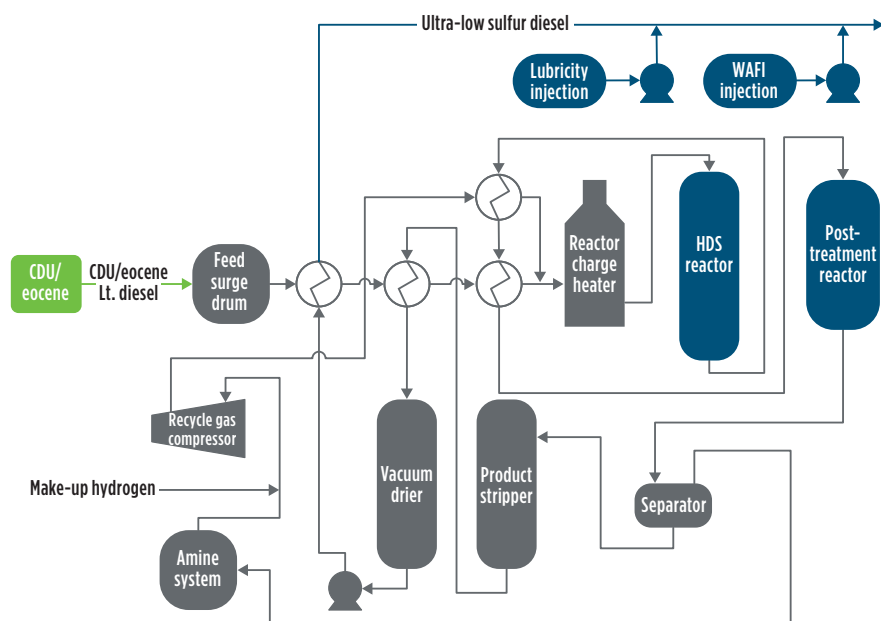 Ultra-low sulfur diesel
Lubricity
injection
WAFI
injection
CDU/
eocene
CDU/eocene
Lt. diesel
Feed
surge
drum
Reactor
charge
heater
HDS
reactor
Post-
treatment
reactor
Recycle gas
compressor
Make-up hydrogen
Amine
system
Vacuum
drier
Product
stripper
Separator